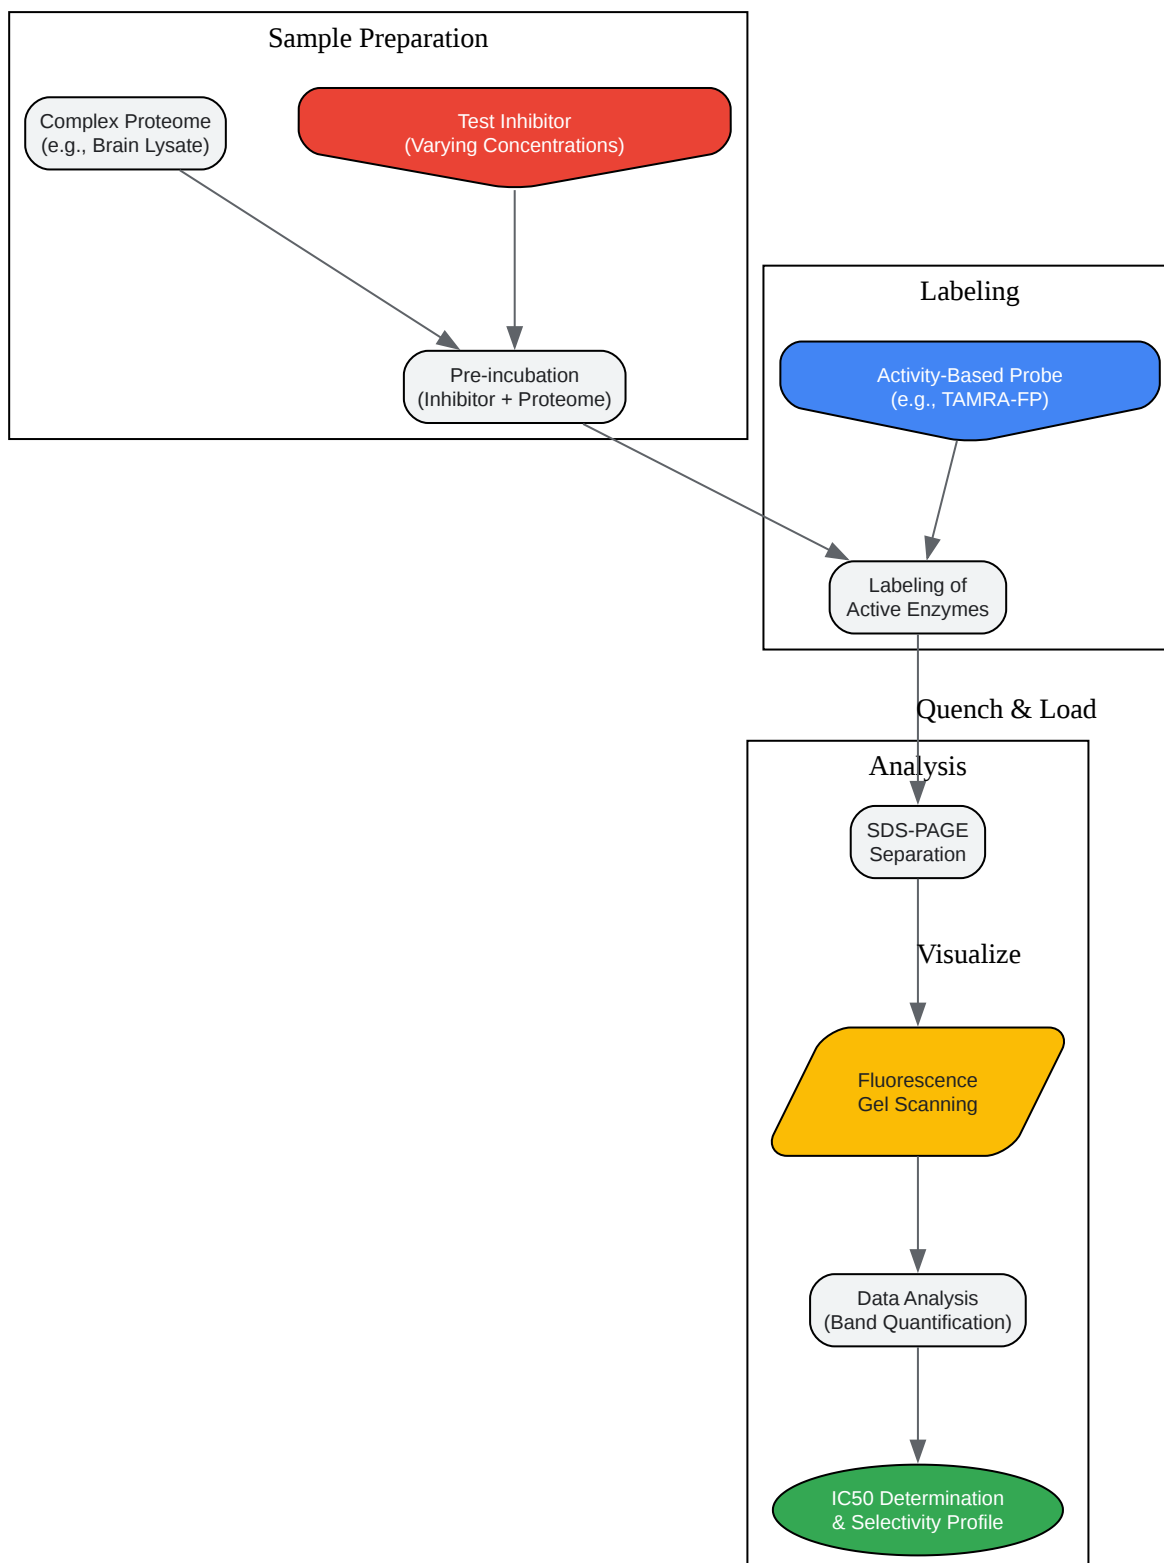 Sample Preparation
Complex Proteome
(e.g., Brain Lysate)
Test Inhibitor
(Varying Concentrations)
Pre-incubation
(Inhibitor + Proteome)
Labeling
Activity-Based Probe
(e.g., TAMRA-FP)
Labeling of
Active Enzymes
Quench & Load
Analysis
SDS-PAGE
Separation
Visualize
Fluorescence
Gel Scanning
Data Analysis
(Band Quantification)
IC50 Determination
& Selectivity Profile